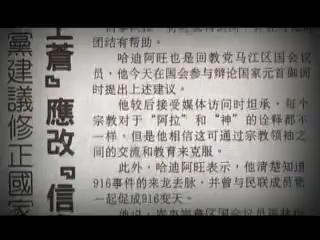 上蒼』應改『信
黨建議修正國家
团结有帮助。
哈迪阿旺也是回教党马江区国会议
员，他今天在国会参与辩论国家元首御词
时提出上述建议。
他较后接受媒体访问时坦承，每个
宗教对于“阿拉”和“神”的诠释都不
一样，但是他相信这可通过宗教领袖之
间的交流和教育来克服。
此外，哈迪阿旺表示，他清楚知道
916事件的来龙去脉，并曾与民联成员党
一起促成916变天。